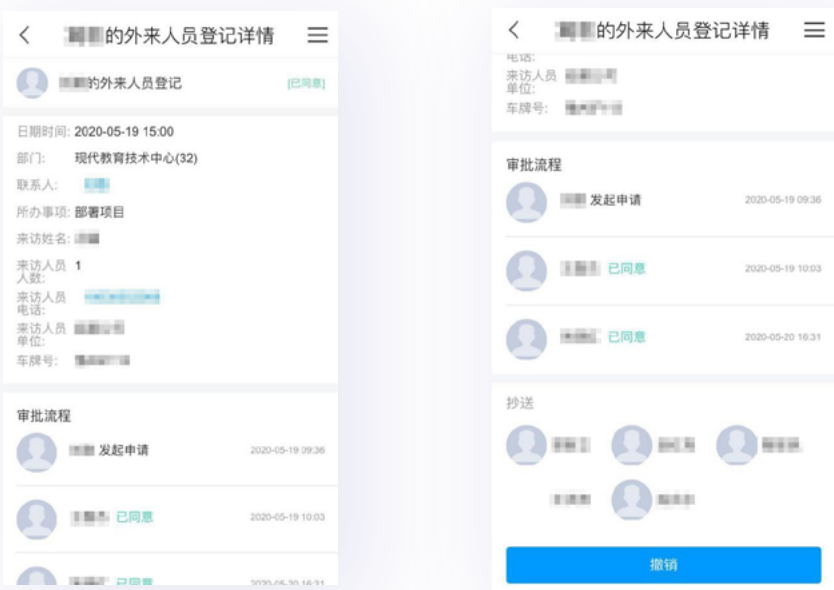 的外来人员登记详情
的外来人员登记
[已同意]
日期时间: 2020-05-19 15:00
部门: 现代教育技术中心(32)
联系人:
所办事项: 部署项目
来访姓名:
来访人员 1
人数:
来访人员
电话:
来访人员
单位:
车牌号:
审批流程
发起申请 2020-05-19 09:36
已同意 2020-05-19 10:03
已同意 2020-05-20 16:31
的外来人员登记详情
电话:
来访人员
单位:
车牌号:
审批流程
发起申请 2020-05-19 09:36
已同意 2020-05-19 10:03
已同意 2020-05-20 16:31
抄送
撤销